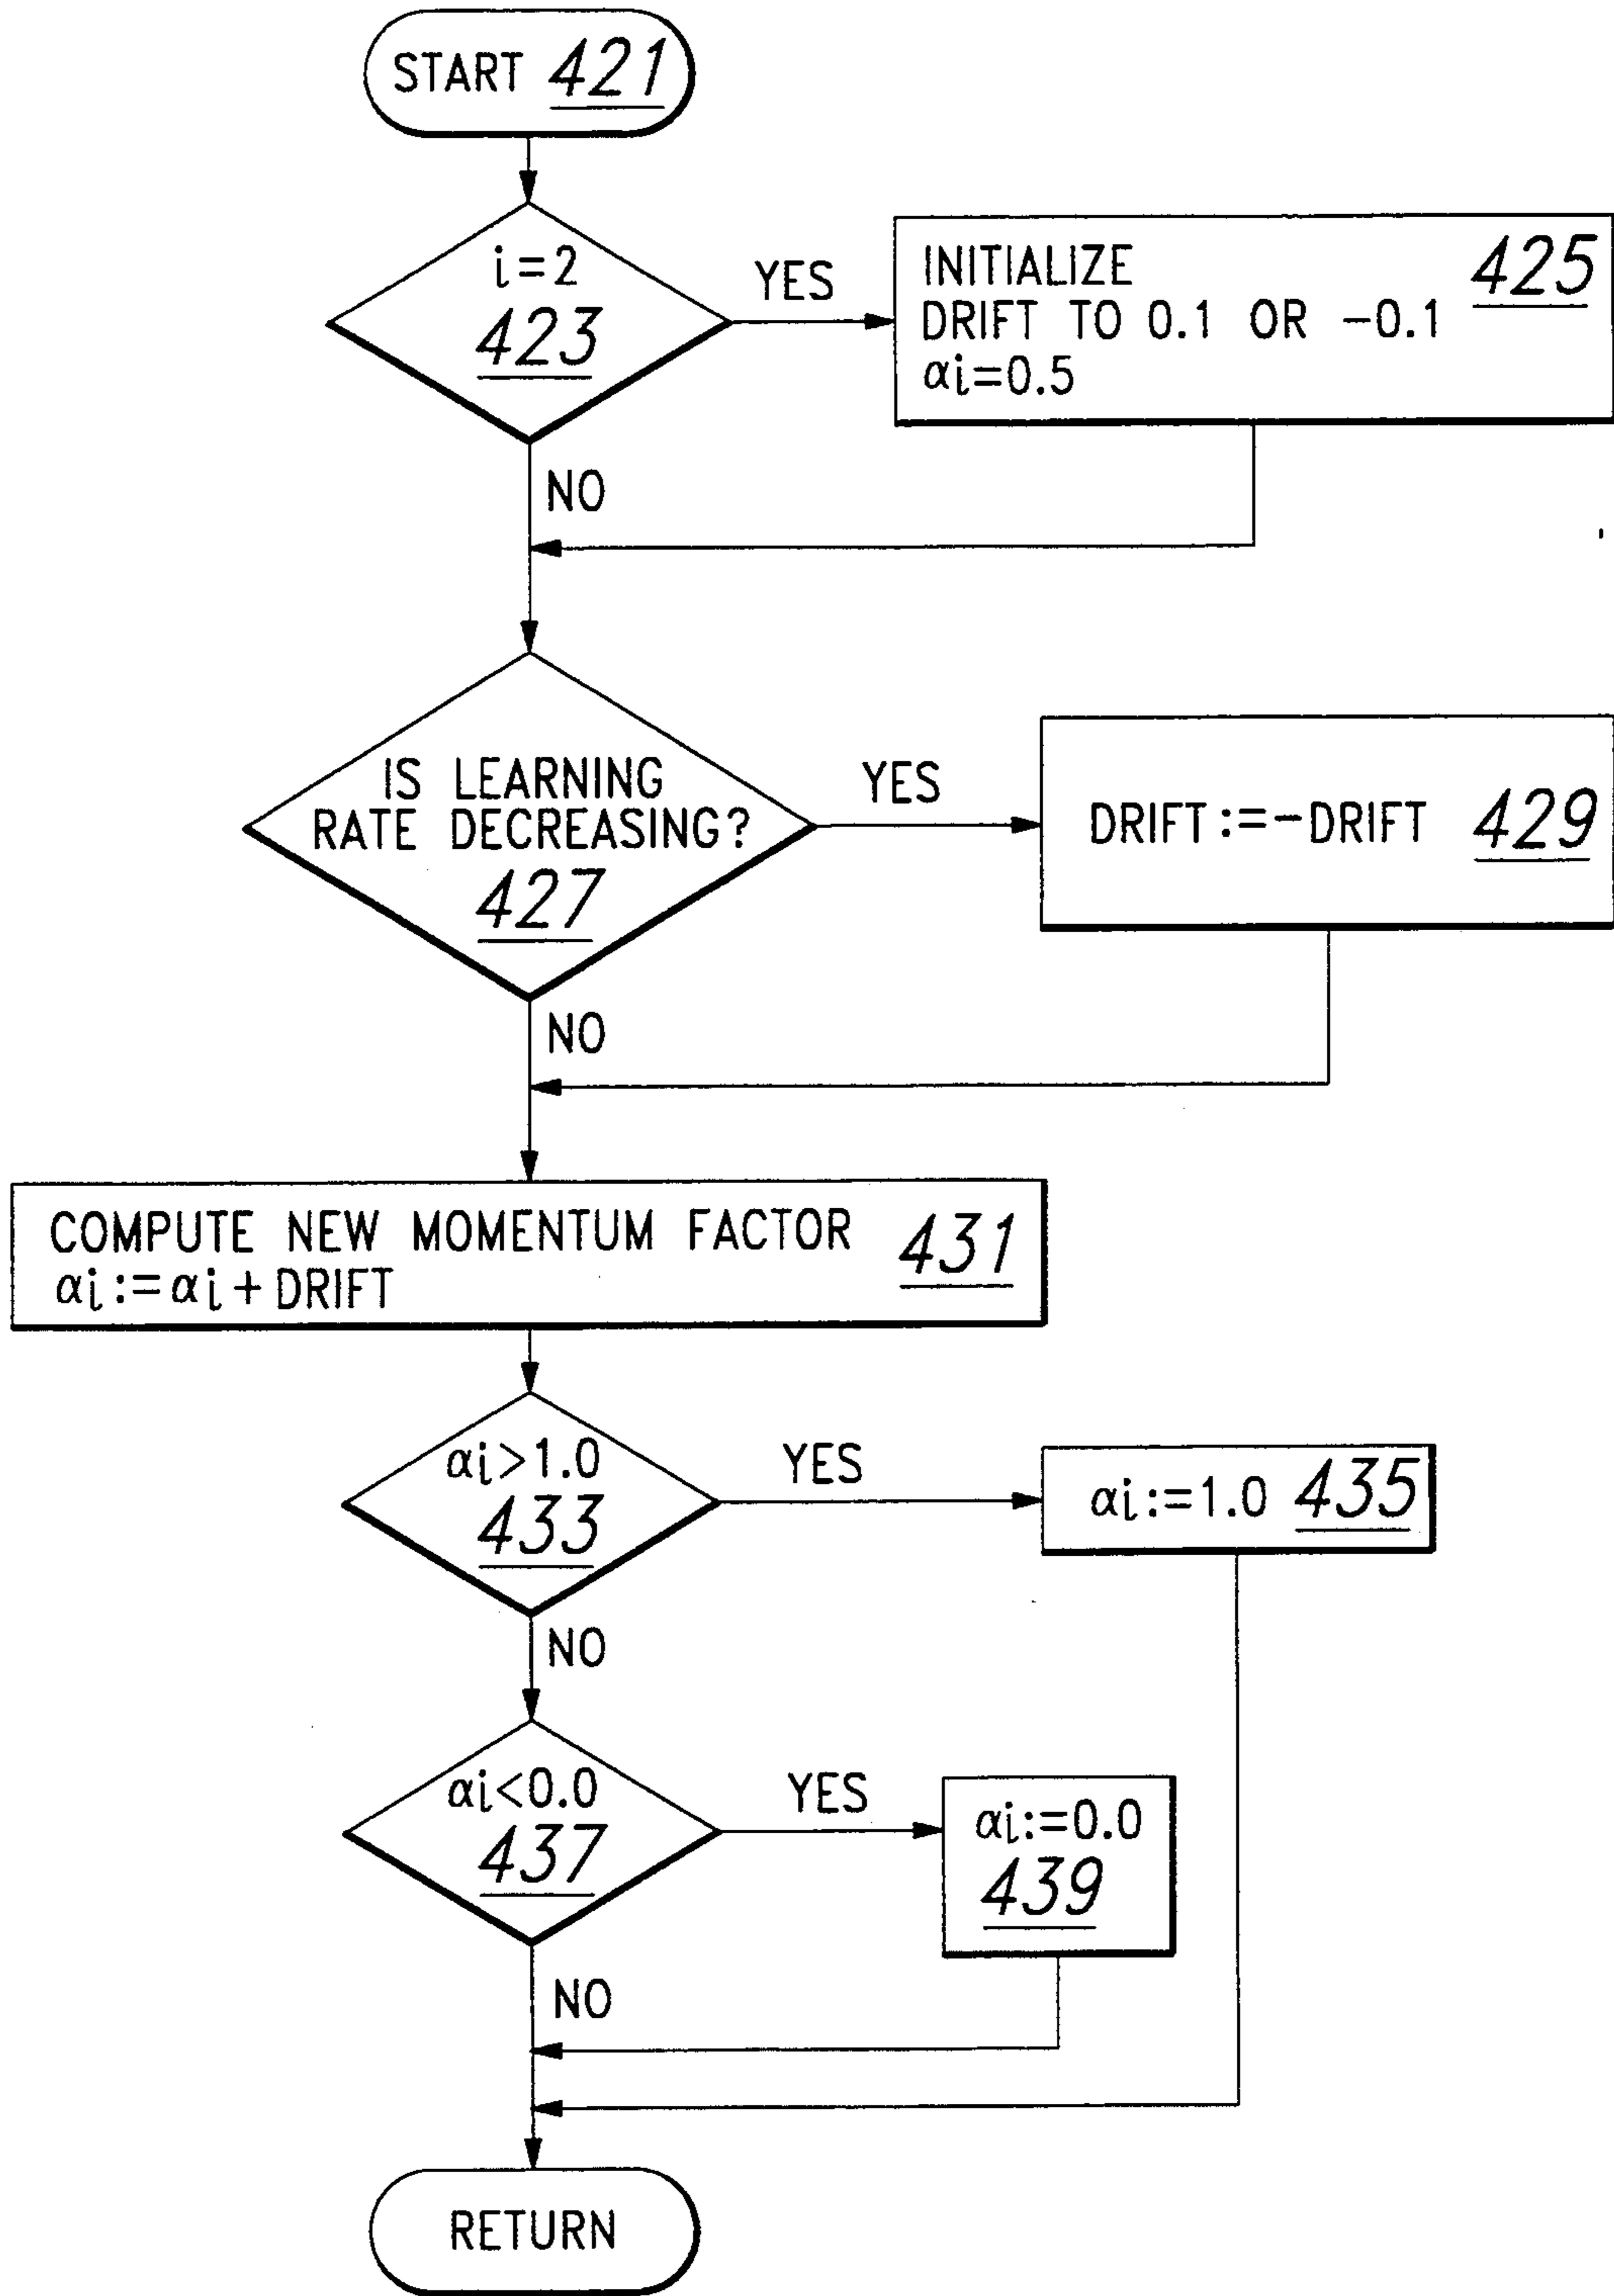 START 421
i=2
423
YES
INITIALIZE 425
DRIFT TO 0.1 OR -0.1
αi=0.5
NO
IS LEARNING
RATE DECREASING?
427
YES
DRIFT:=-DRIFT 429
NO
COMPUTE NEW MOMENTUM FACTOR 431
αi:=αi+DRIFT
αi>1.0
433
YES
αi:=1.0 435
NO
αi<0.0
437
YES
αi:=0.0
439
NO
RETURN